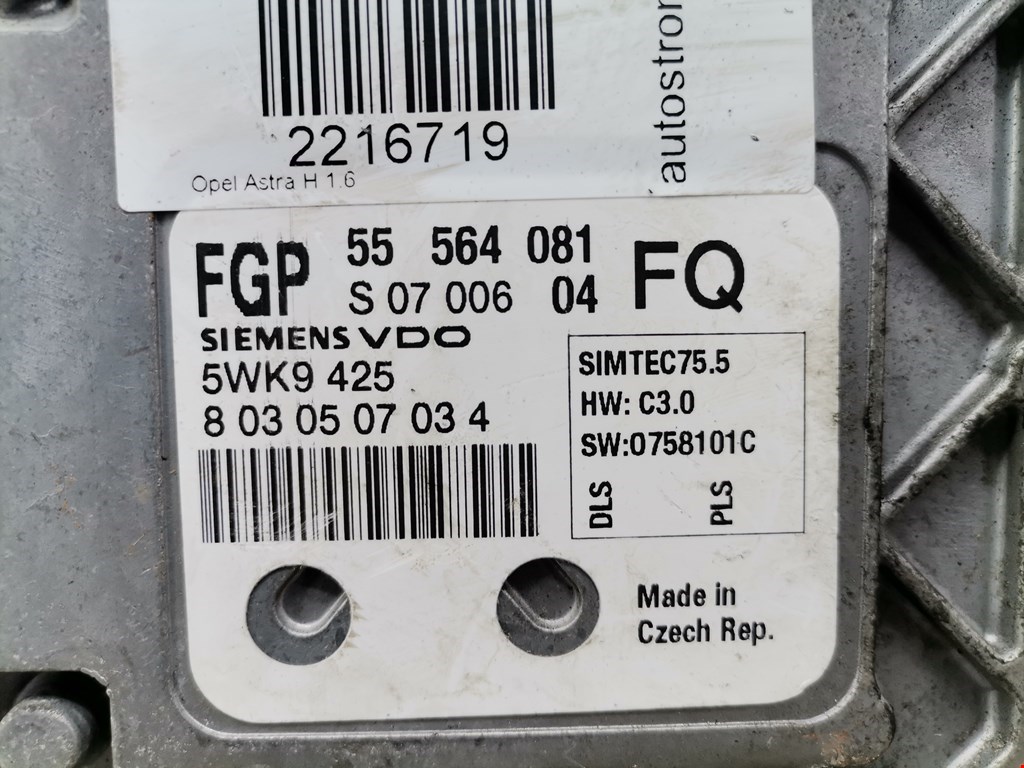 2216719
Opel Astra H 1.6
FGP 55 564 081 FQ
S 07 006 04
SIEMENS VDO
5WK9 425
8 03 05 07 03 4
SIMTEC75.5
HW: C3.0
SW:0758101C
DLS PLS
Made in
Czech Rep.